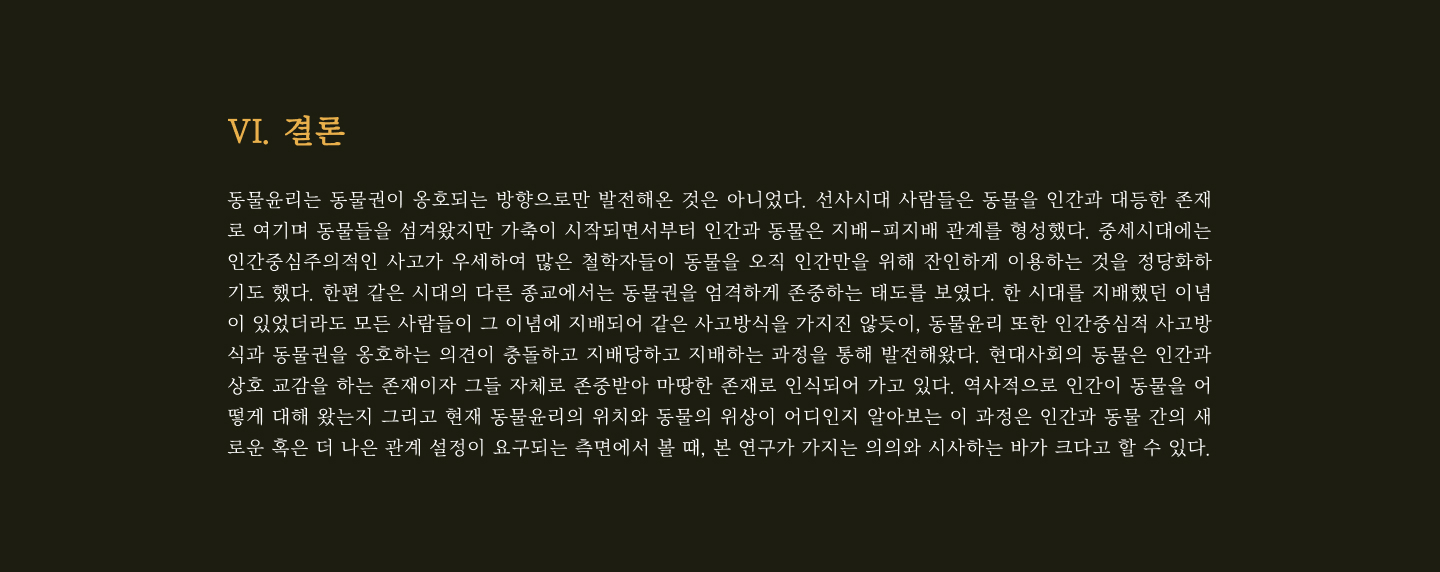 VI. 결론
동물윤리는 동물권이 옹호되는 방향으로만 발전해온 것은 아니었다. 선사시대 사람들은 동물을 인간과 대등한 존재
로 여기며 동물들을 섬겨왔지만 가축이 시작되면서부터 인간과 동물은 지배-피지배 관계를 형성했다. 중세시대에는
인간중심주의적인 사고가 우세하여 많은 철학자들이 동물을 오직 인간만을 위해 잔인하게 이용하는 것을 정당화하
기도 했다. 한편 같은 시대의 다른 종교에서는 동물권을 엄격하게 존중하는 태도를 보였다. 한 시대를 지배했던 이념
이 있었더라도 모든 사람들이 그 이념에 지배되어 같은 사고방식을 가지진 않듯이, 동물윤리 또한 인간중심적 사고방
식과 동물권을 옹호하는 의견이 충돌하고 지배당하고 지배하는 과정을 통해 발전해왔다. 현대사회의 동물은 인간과
상호 교감을 하는 존재이자 그들 자체로 존중받아 마땅한 존재로 인식되어 가고 있다. 역사적으로 인간이 동물을 어
떻게 대해 왔는지 그리고 현재 동물윤리의 위치와 동물의 위상이 어디인지 알아보는 이 과정은 인간과 동물 간의 새
로운 혹은 더 나은 관계 설정이 요구되는 측면에서 볼 때, 본 연구가 가지는 의의와 시사하는 바가 크다고 할 수 있다.